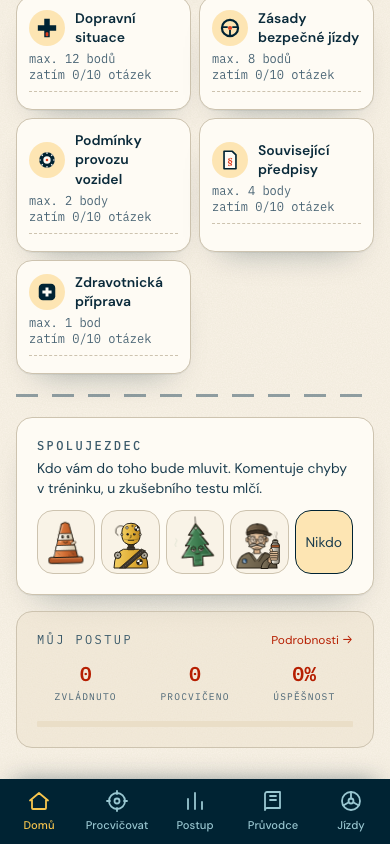 Dopravní
situace
max. 12 bodů
zatím 0/10 otázek
Zásady
bezpečné jízdy
max. 8 bodů
zatím 0/10 otázek
Podmínky
provozu
vozidel
max. 2 body
zatím 0/10 otázek
Související
předpisy
max. 4 body
zatím 0/10 otázek
Zdravotnická
příprava
max. 1 bod
zatím 0/10 otázek
SPOLUJEZDEC
Kdo vám do toho bude mluvit. Komentuje chyby
v tréninku, u zkušebního testu mlčí.
Nikdo
MŮJ POSTUP
Podrobnosti →
0
ZVLÁDNUTO
0
PROCVIČENO
0%
ÚSPĚŠNOST
Domů
Procvičovat
Postup
Průvodce
Jízdy